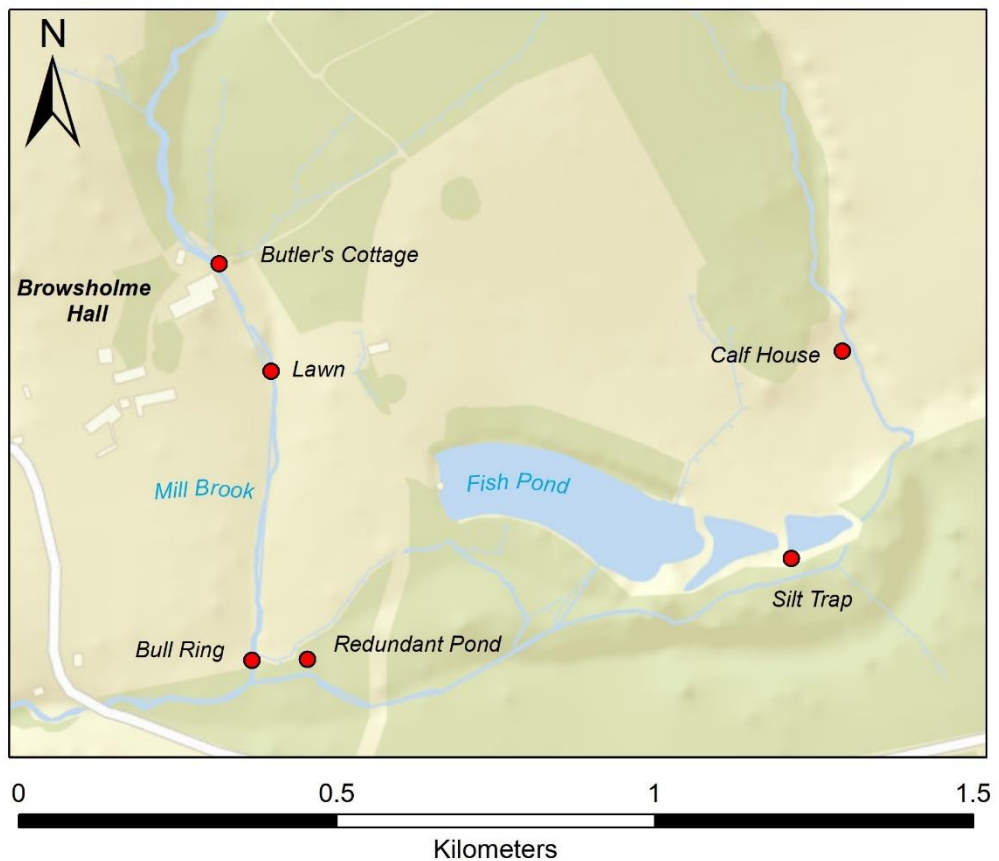 N
Butler's Cottage
Browsholme
Hall
Calf House
Lawn
Fish Pond
Mill Brook
Silt Trap
Redundant Pond
Bull Ring
0 0.5 1 1.5
Kilometers